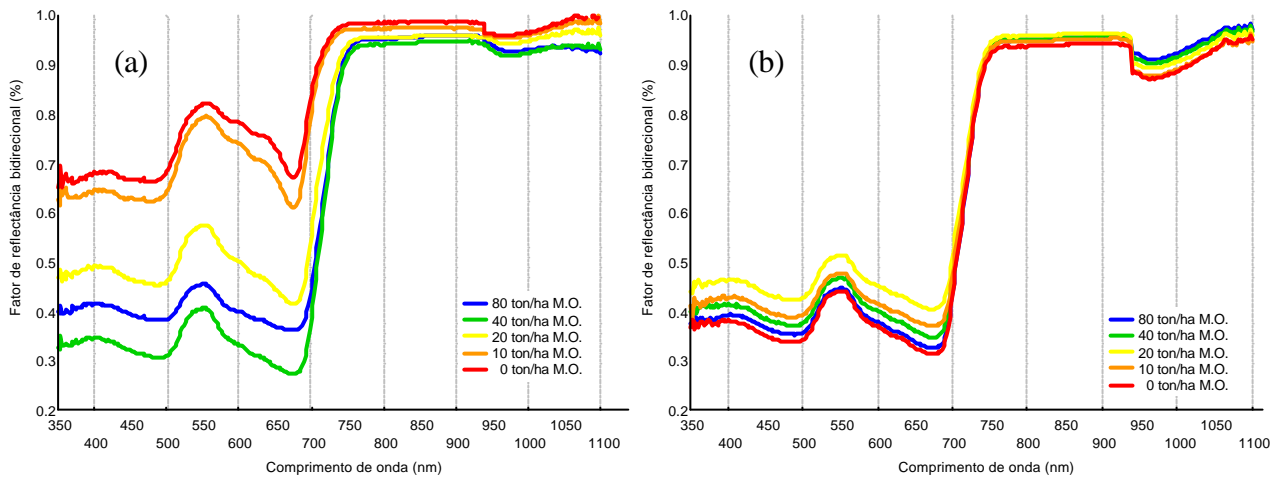 (a)
Fator de reflectância bidirecional (%)
1.0
0.9
0.8
0.7
0.6
0.5
0.4
0.3
0.2
80 ton/ha M.O.
40 ton/ha M.O.
20 ton/ha M.O.
10 ton/ha M.O.
0 ton/ha M.O.
350 450 550 650 750 850 950 1050
400 500 600 700 800 900 1000 1100
Comprimento de onda (nm)
(b)
Fator de reflectância bidirecional (%)
1.0
0.9
0.8
0.7
0.6
0.5
0.4
0.3
0.2
80 ton/ha M.O.
40 ton/ha M.O.
20 ton/ha M.O.
10 ton/ha M.O.
0 ton/ha M.O.
350 450 550 650 750 850 950 1050
400 500 600 700 800 900 1000 1100
Comprimento de onda (nm)